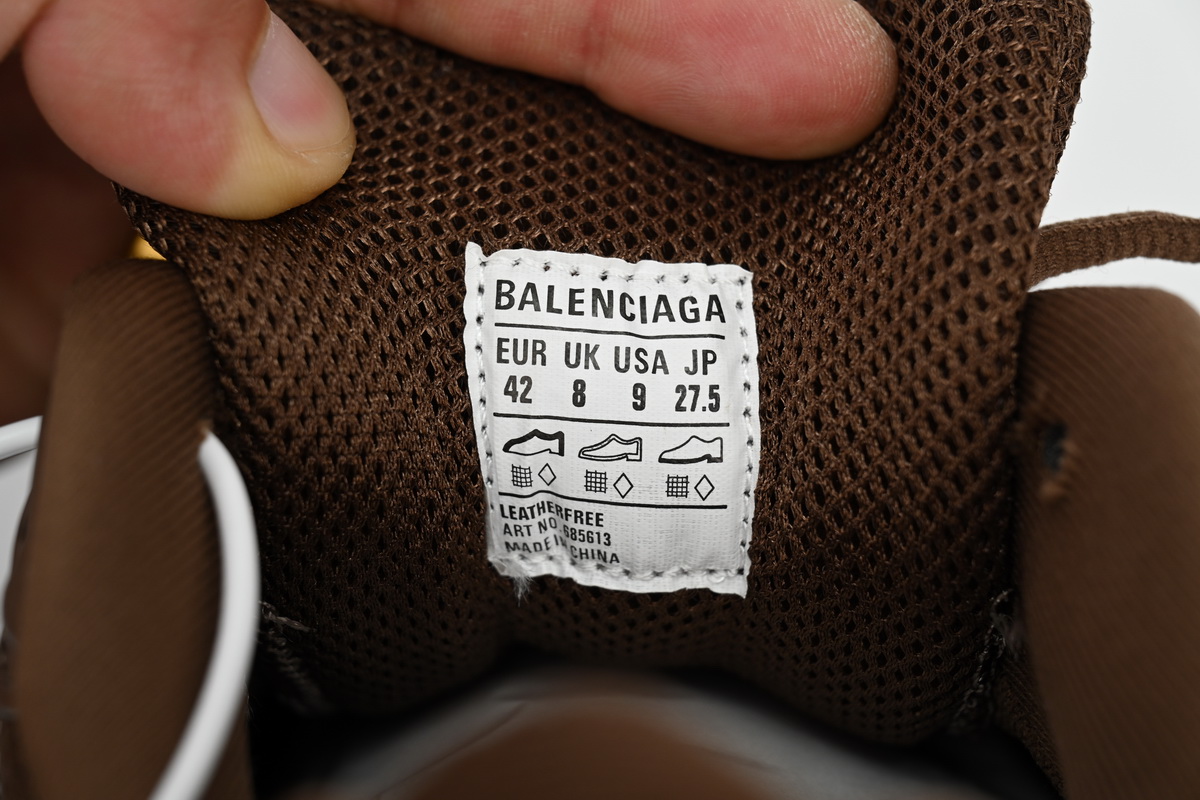 BALENCIAGA
EUR UK USA JP
42 8 9 27.5
LEATHERFREE
ART NO.685613
MADE IN CHINA